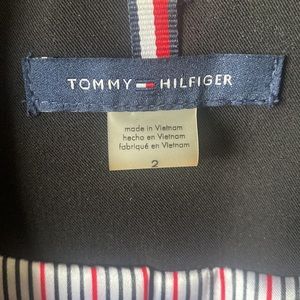 TOMMY HILFIGER
made in Vietnam
hecho en Vietnam
fabriqué en Vietnam
2